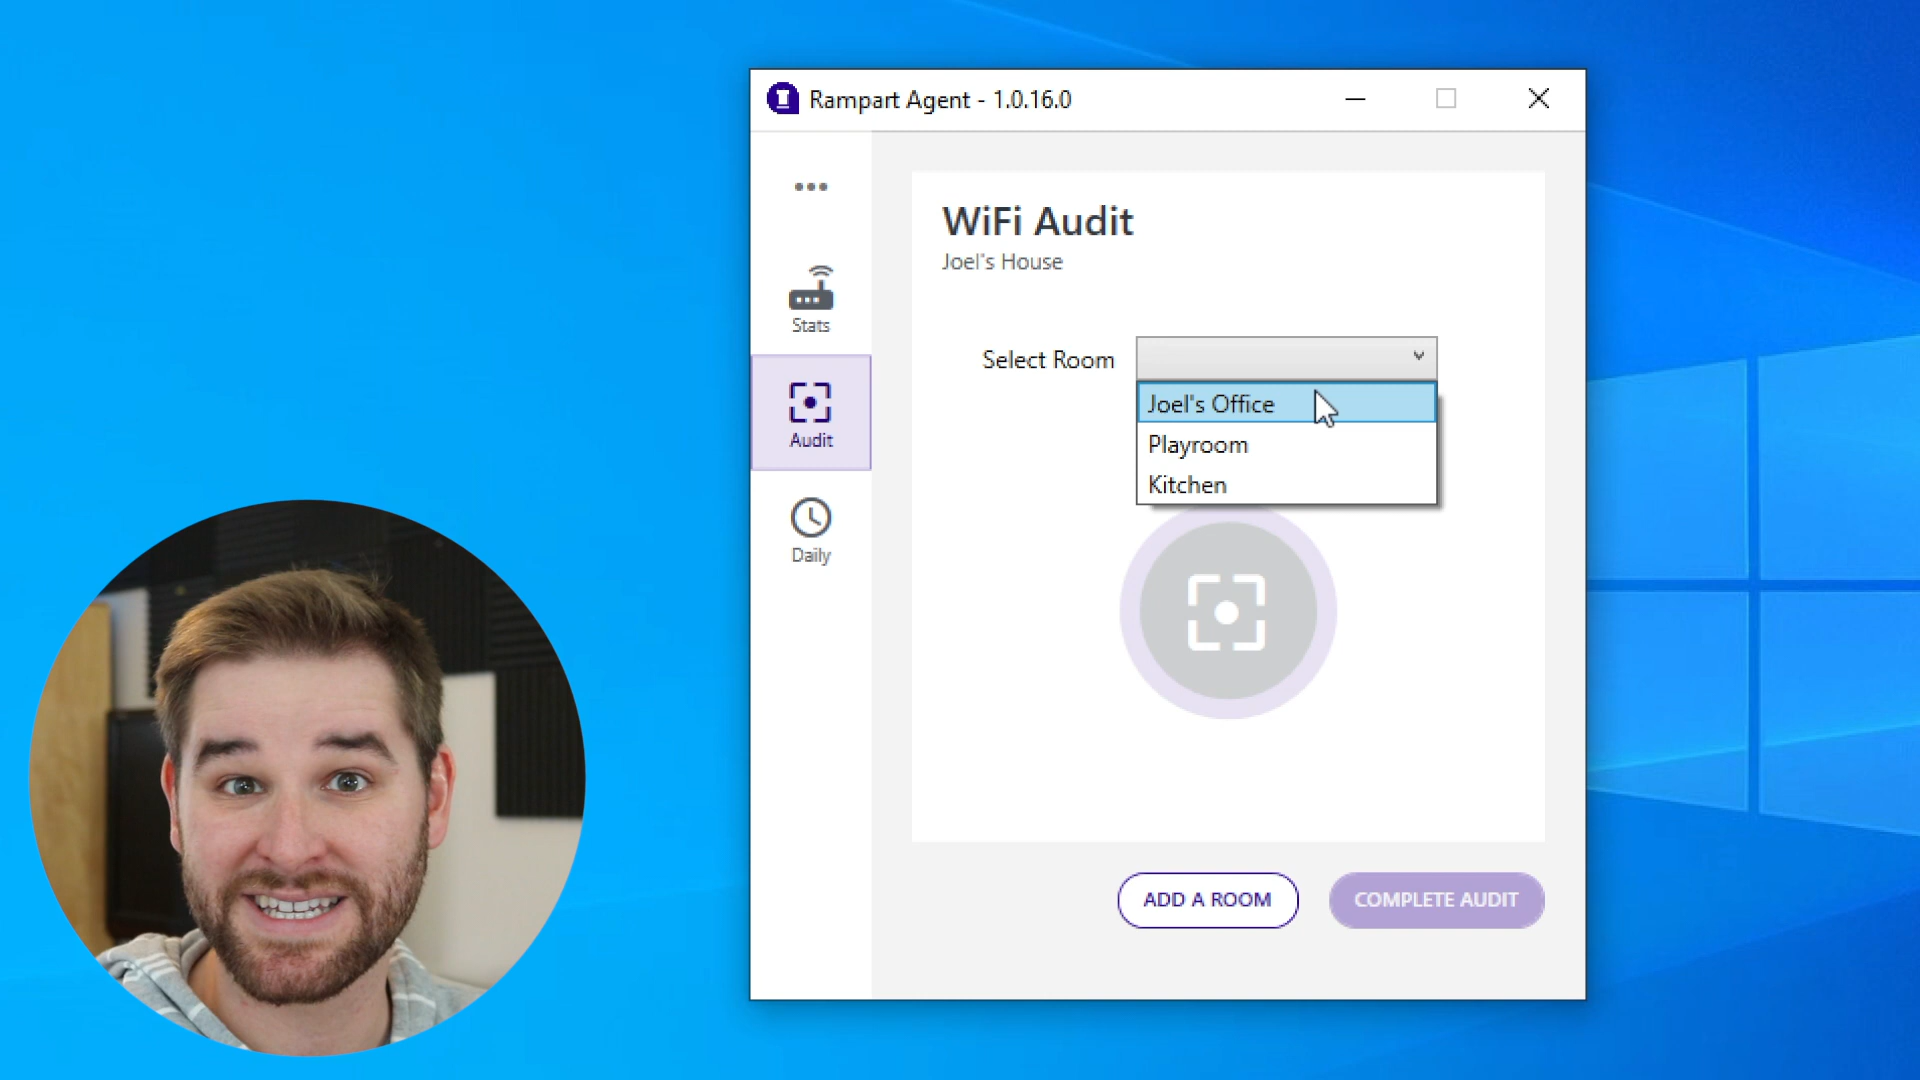 Rampart Agent - 1.0.16.0
Stats
Audit
Daily
WiFi Audit
Joel's House
Select Room
Joel's Office
Playroom
Kitchen
ADD A ROOM
COMPLETE AUDIT